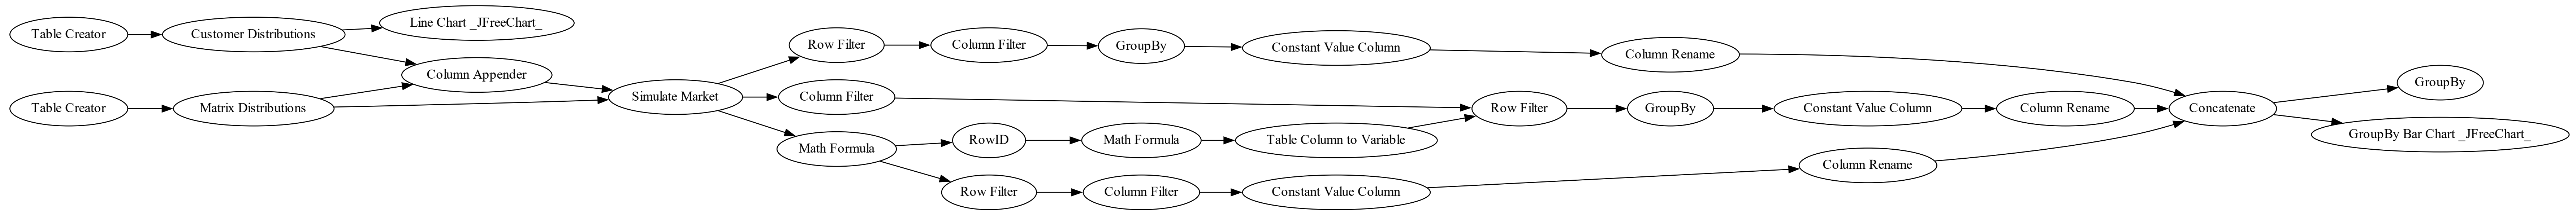 Table Creator
Customer Distributions
Line Chart _JFreeChart_
Column Appender
Table Creator
Matrix Distributions
Simulate Market
Row Filter
Column Filter
GroupBy
Constant Value Column
Column Rename
Column Filter
Row Filter
GroupBy
Constant Value Column
Column Rename
Concatenate
GroupBy
GroupBy Bar Chart _JFreeChart_
Math Formula
RowID
Math Formula
Table Column to Variable
Row Filter
Column Filter
Constant Value Column
Column Rename